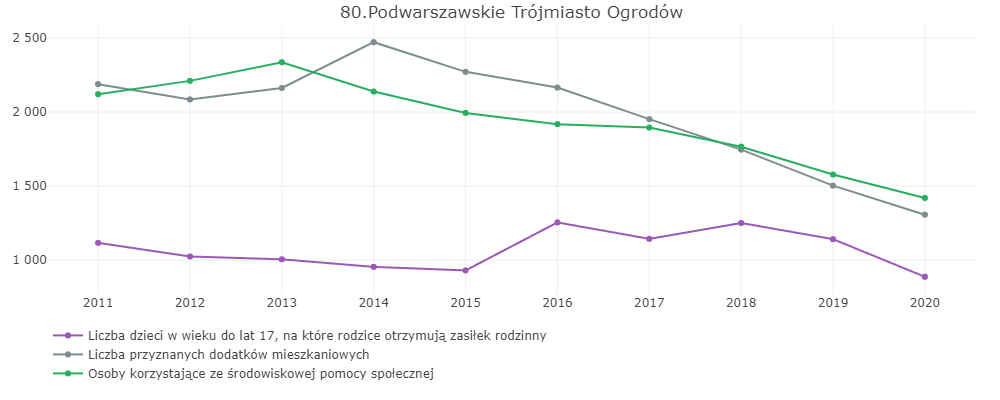 80.Podwarszawskie Trójmiasto Ogrodów
2 500
2 000
1 500
1 000
2011 2012 2013 2014 2015 2016 2017 2018 2019 2020
Liczba dzieci w wieku do lat 17, na które rodzice otrzymują zasiłek rodzinny
Liczba przyznanych dodatków mieszkaniowych
Osoby korzystające ze środowiskowej pomocy społecznej